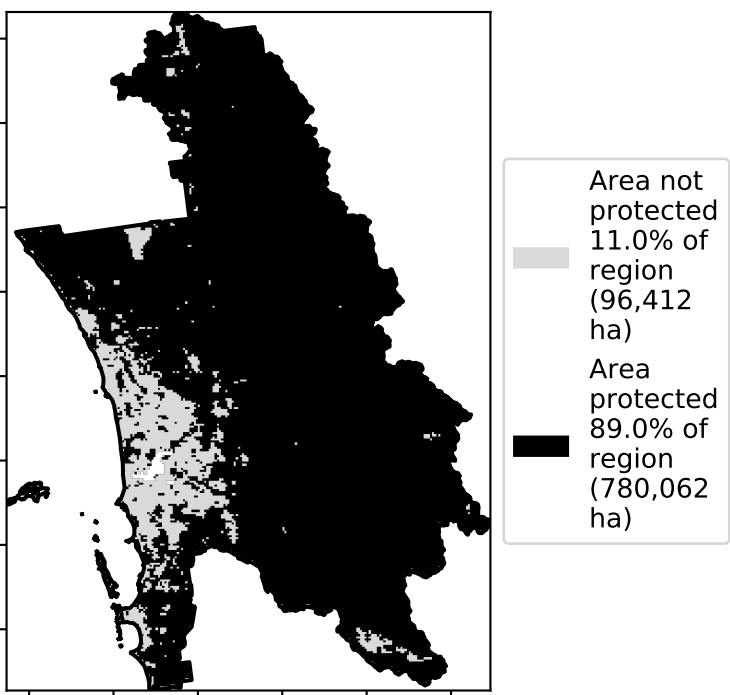 Area not
protected
11.0% of
region
(96,412
ha)
Area
protected
89.0% of
region
(780,062
ha)